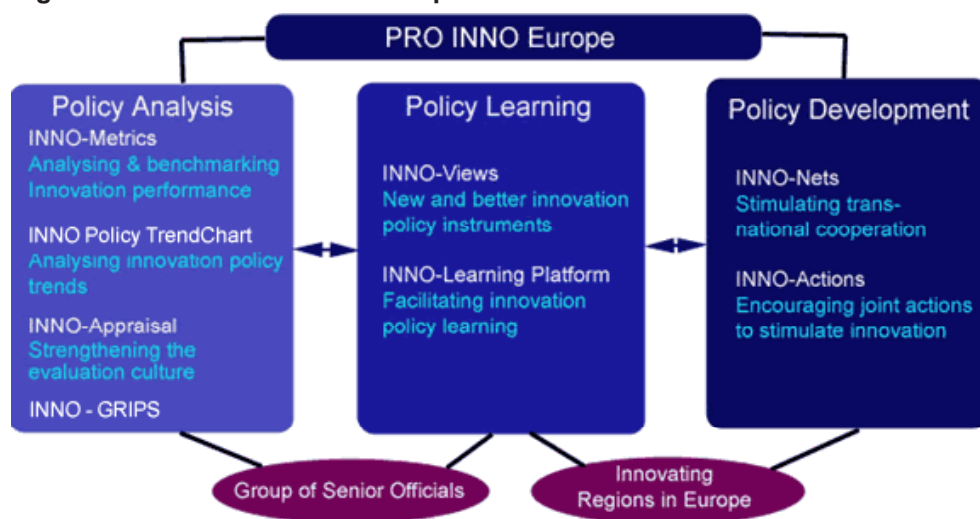 PRO INNO Europe
Policy Analysis
INNO-Metrics
Analysing & benchmarking
Innovation performance
INNO Policy TrendChart
Analysing innovation policy
trends
INNO-Appraisal
Strengthening the
evaluation culture
INNO - GRIPS
Policy Learning
INNO-Views
New and better innovation
policy instruments
INNO-Learning Platform
Facilitating innovation
policy learning
Policy Development
INNO-Nets
Stimulating trans-
national cooperation
INNO-Actions
Encouraging joint actions
to stimulate innovation
Group of Senior Officials
Innovating
Regions in Europe